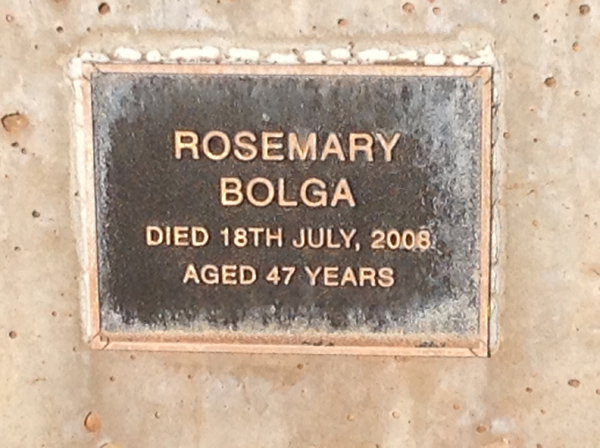 ROSEMARY
BOLGA
DIED 18TH JULY, 2008
AGED 47 YEARS